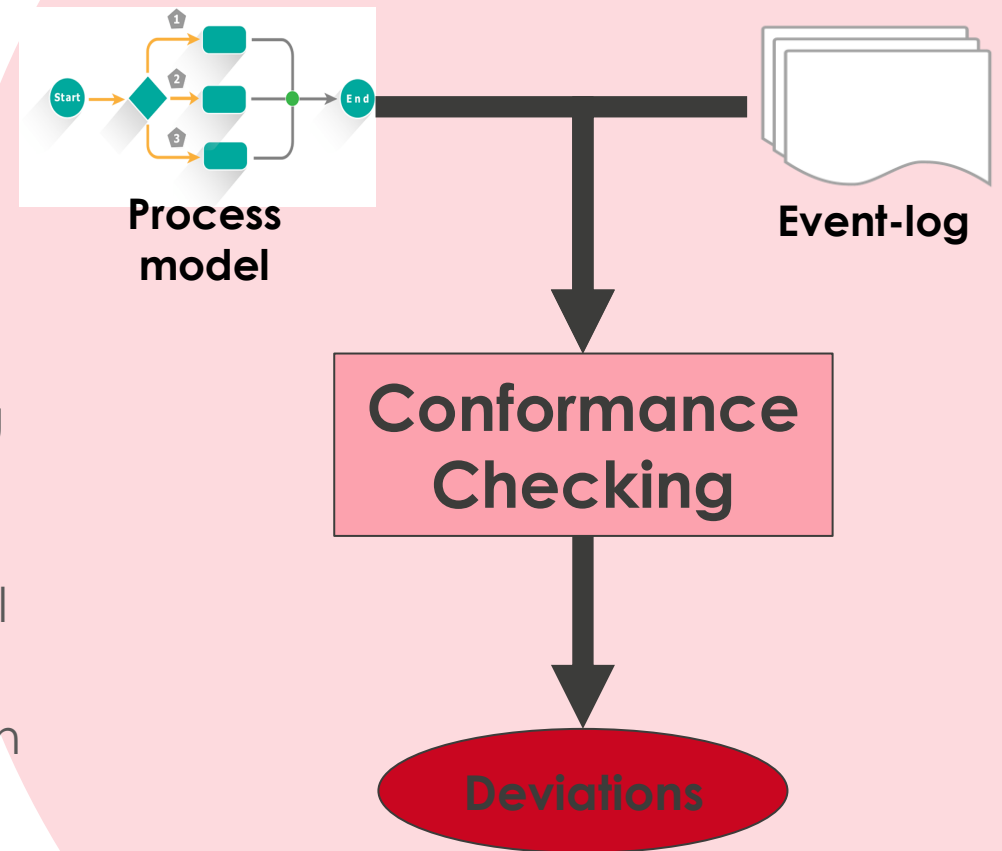 1
2
Start
End
3
Process
model
Event-log
Conformance
Checking
Deviations